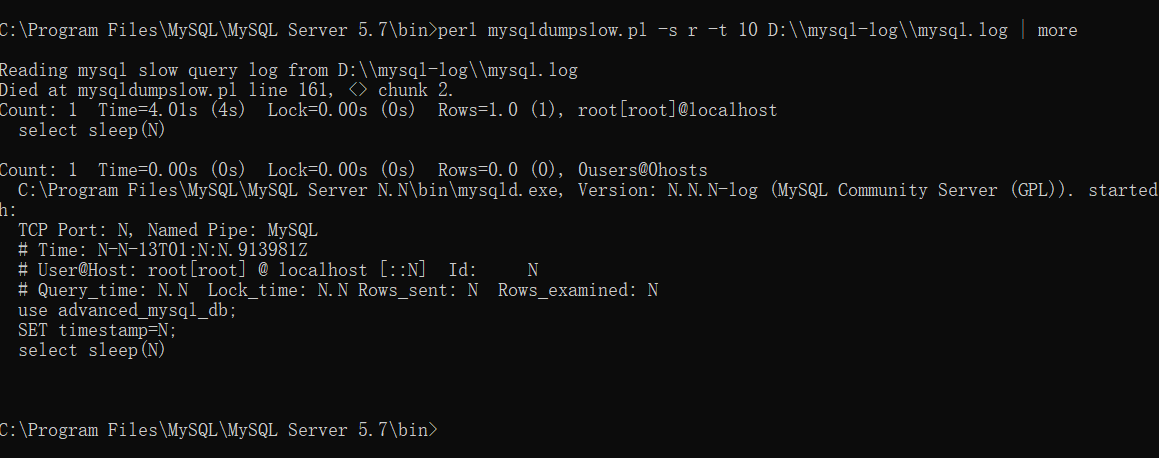 C:\Program Files\MySQL\MySQL Server 5.7\bin>perl mysqldumpslow.pl -s r -t 10 D:\\mysql-log\\mysql.log | more
Reading mysql slow query log from D:\\mysql-log\\mysql.log
Died at mysqldumpslow.pl line 161, <> chunk 2.
Count: 1  Time=4.01s (4s)  Lock=0.00s (0s)  Rows=1.0 (1), root[root]@localhost
  select sleep(N)
Count: 1  Time=0.00s (0s)  Lock=0.00s (0s)  Rows=0.0 (0), 0users@0hosts
  C:\Program Files\MySQL\MySQL Server N.N\bin\mysqld.exe, Version: N.N.N-log (MySQL Community Server (GPL)). started
h:
  TCP Port: N, Named Pipe: MySQL
  # Time: N-N-13T01:N:N.913981Z
  # User@Host: root[root] @ localhost [::N]  Id:     N
  # Query_time: N.N  Lock_time: N.N Rows_sent: N  Rows_examined: N
  use advanced_mysql_db;
  SET timestamp=N;
  select sleep(N)
C:\Program Files\MySQL\MySQL Server 5.7\bin>